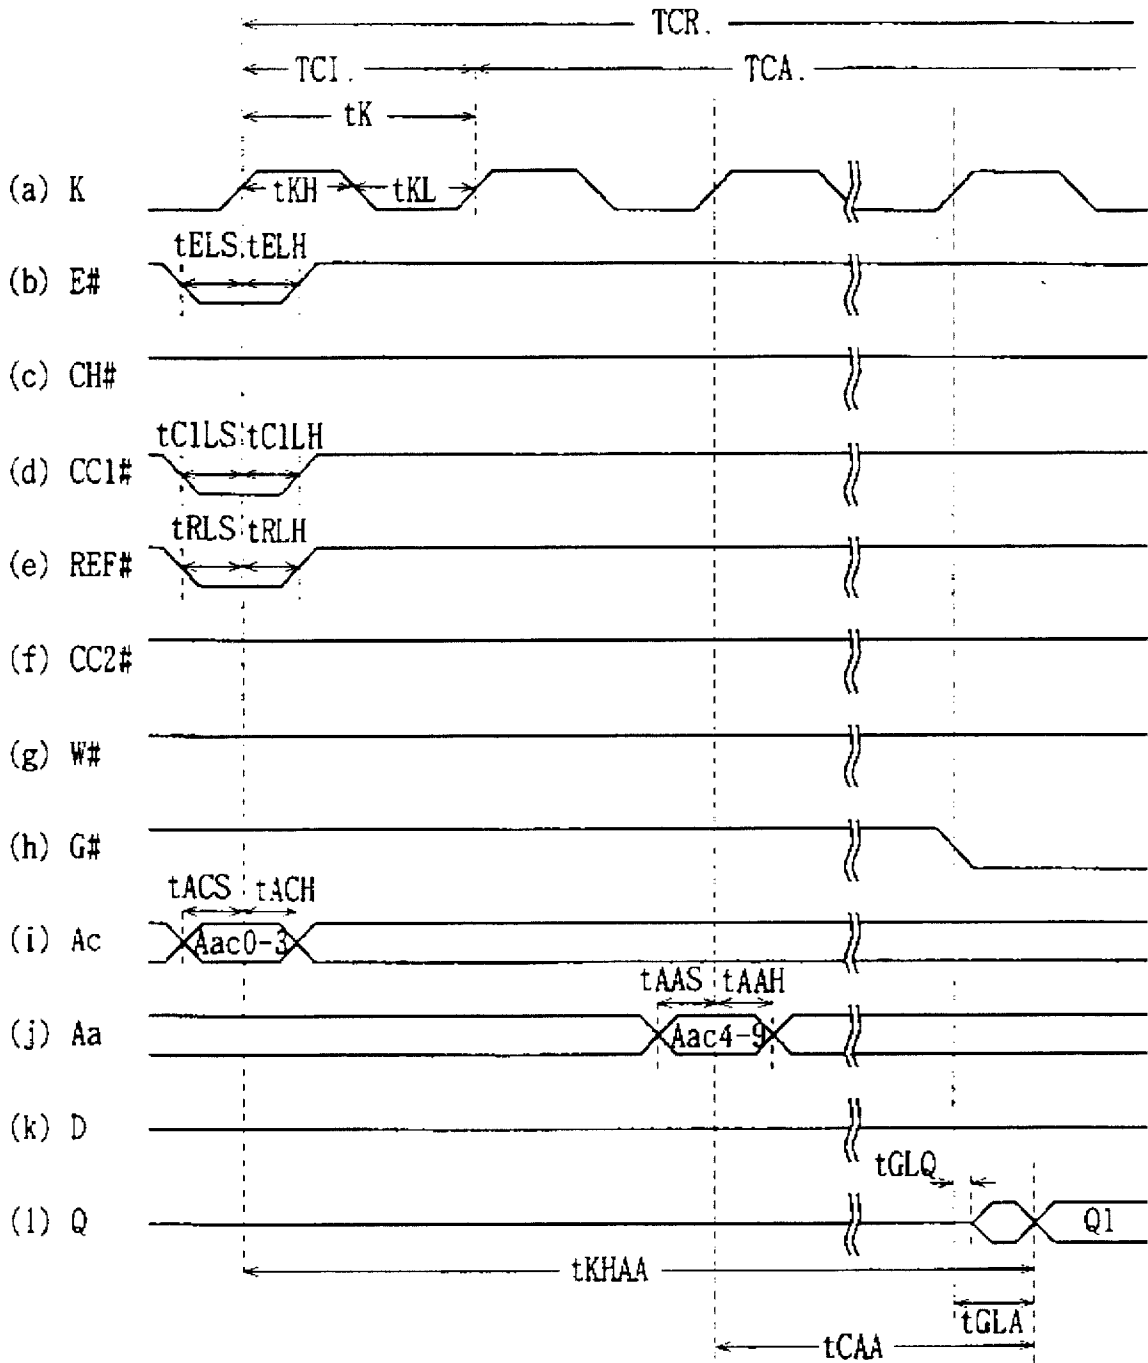 TCR.
TCI. TCA.
tK
(a) K tKH tKL
tELS tELH
(b) E#
(c) CH#
tC1LS tC1LH
(d) CC1#
tRLS tRLH
(e) REF#
(f) CC2#
(g) W#
(h) G#
tACS tACH
(i) Ac Aac0-3
tAAS tAAH
(j) Aa Aac4-9
(k) D
tGLQ
(l) Q Q1
tKHAA
tGLA
tCAA